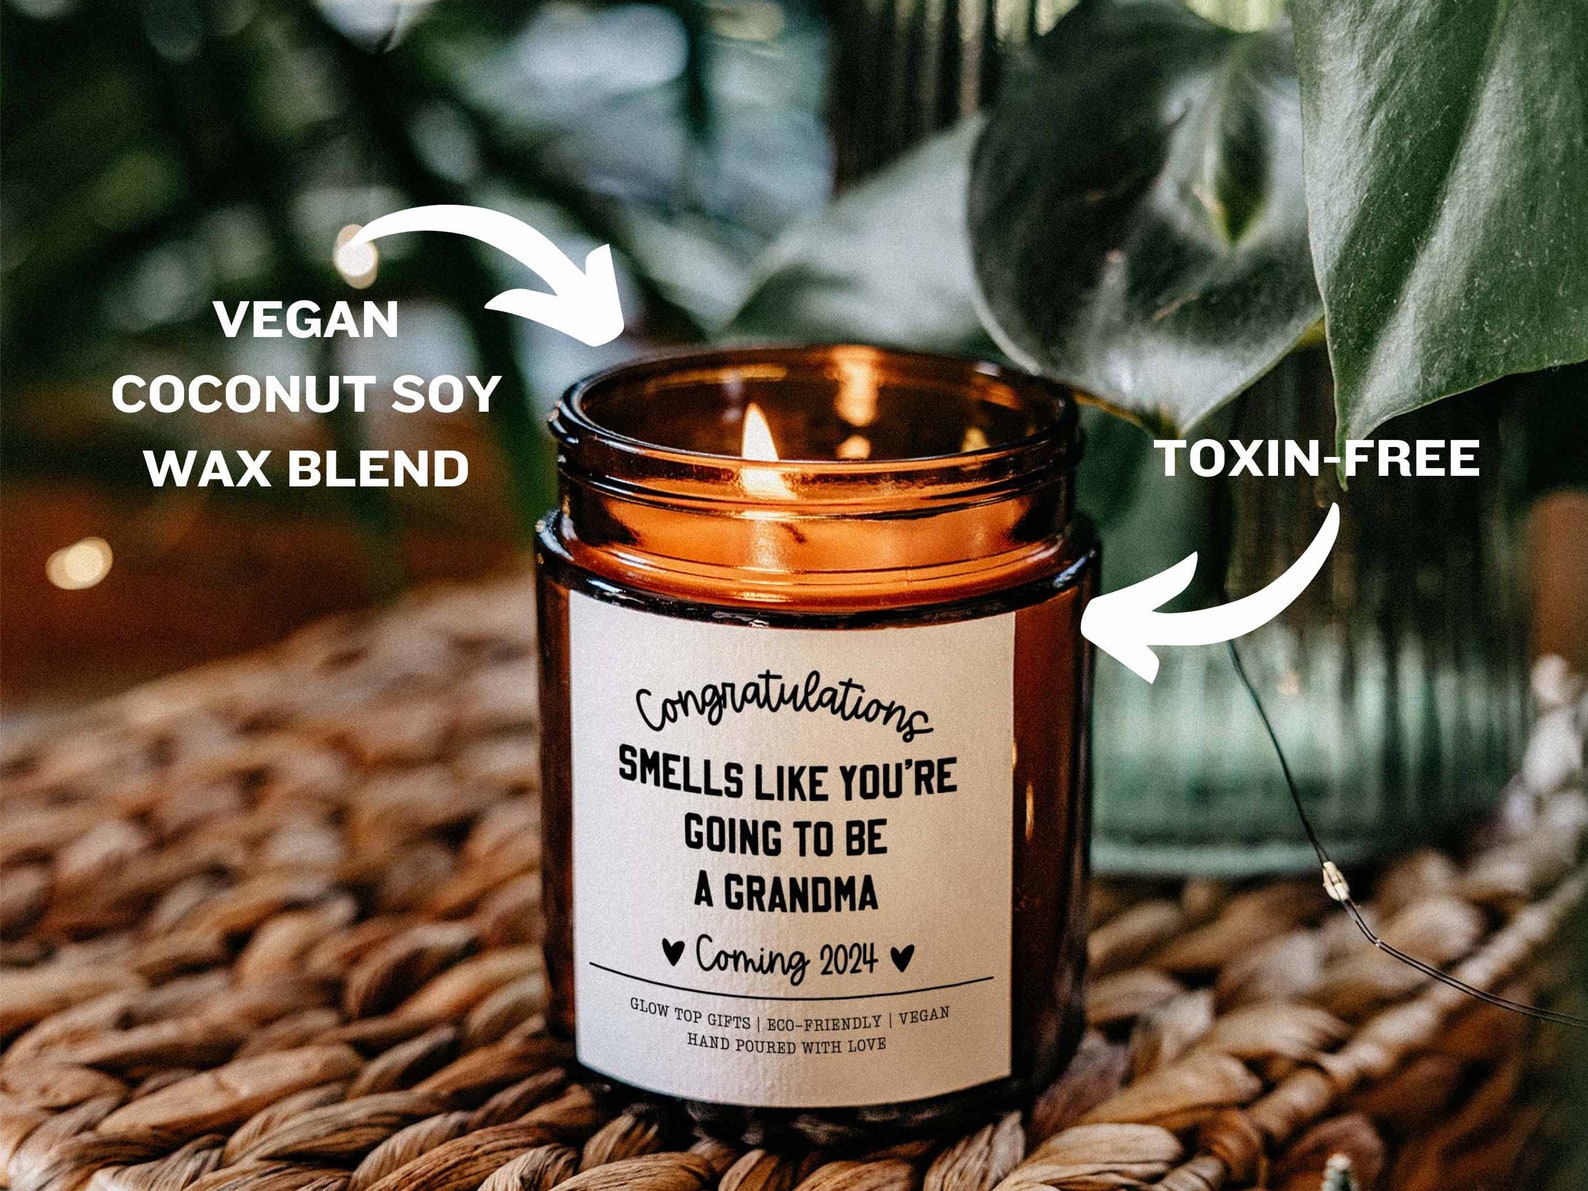 VEGAN
COCONUT SOY
WAX BLEND
TOXIN-FREE
Congratulations
SMELLS LIKE YOU'RE
GOING TO BE
A GRANDMA
♥ Coming 2024 ♥
GLOW TOP GIFTS | ECO-FRIENDLY | VEGAN
HAND POURED WITH LOVE